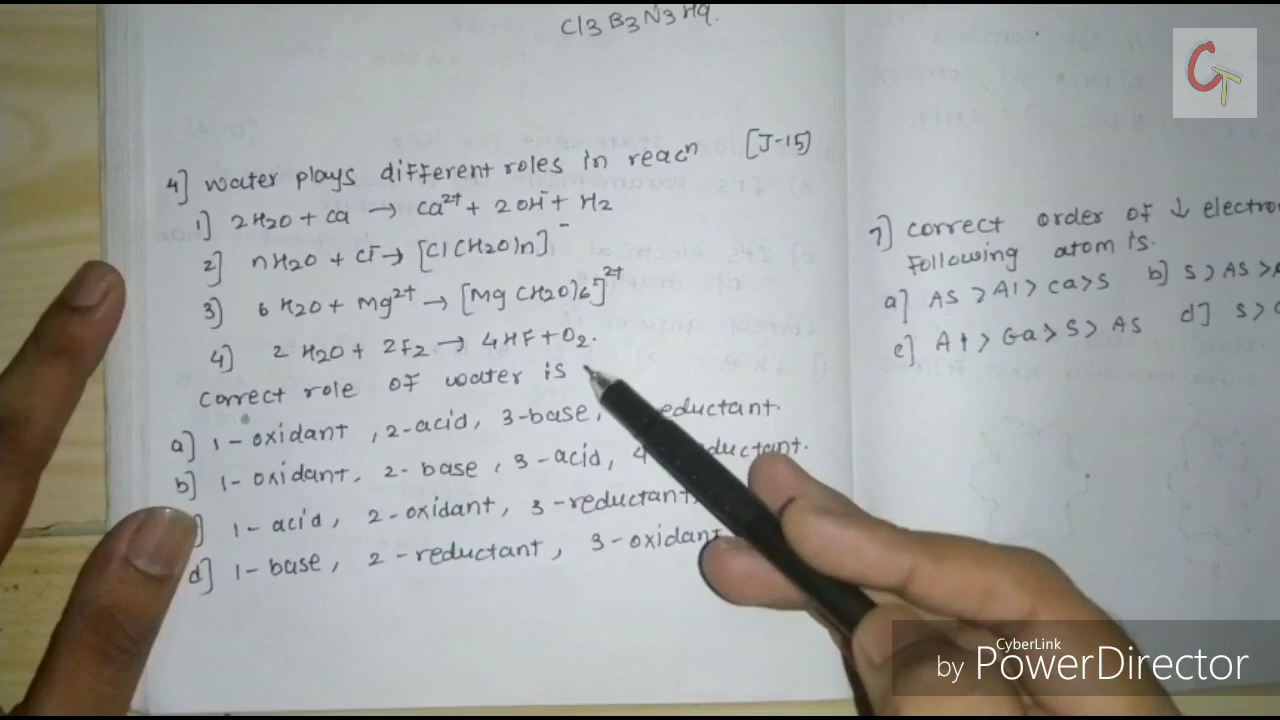 Cl3 B3 N3 H9.
CT
4] water plays different roles in reacn [J-15]
1] 2H2O + ca → ca2+ + 2OH- + H2
2] nH2O + cl- → [Cl(H2O)n]-
3] 6H2O + Mg2+ → [Mg(H2O)6]2+
4] 2H2O + 2F2 → 4HF + O2.
correct role of water is
a] 1-oxidant, 2-acid, 3-base, eductant.
b] 1-oxidant, 2-base, 3-acid, 4 ductant.
] 1-acid, 2-oxidant, 3-reductant
d] 1-base, 2-reductant, 3-oxidant
7] correct order of ↓ electro
following atom is.
a] AS > Al > ca > S b] S > AS >
c] Al > Ga > S > AS d] S >
CyberLink
by PowerDirector